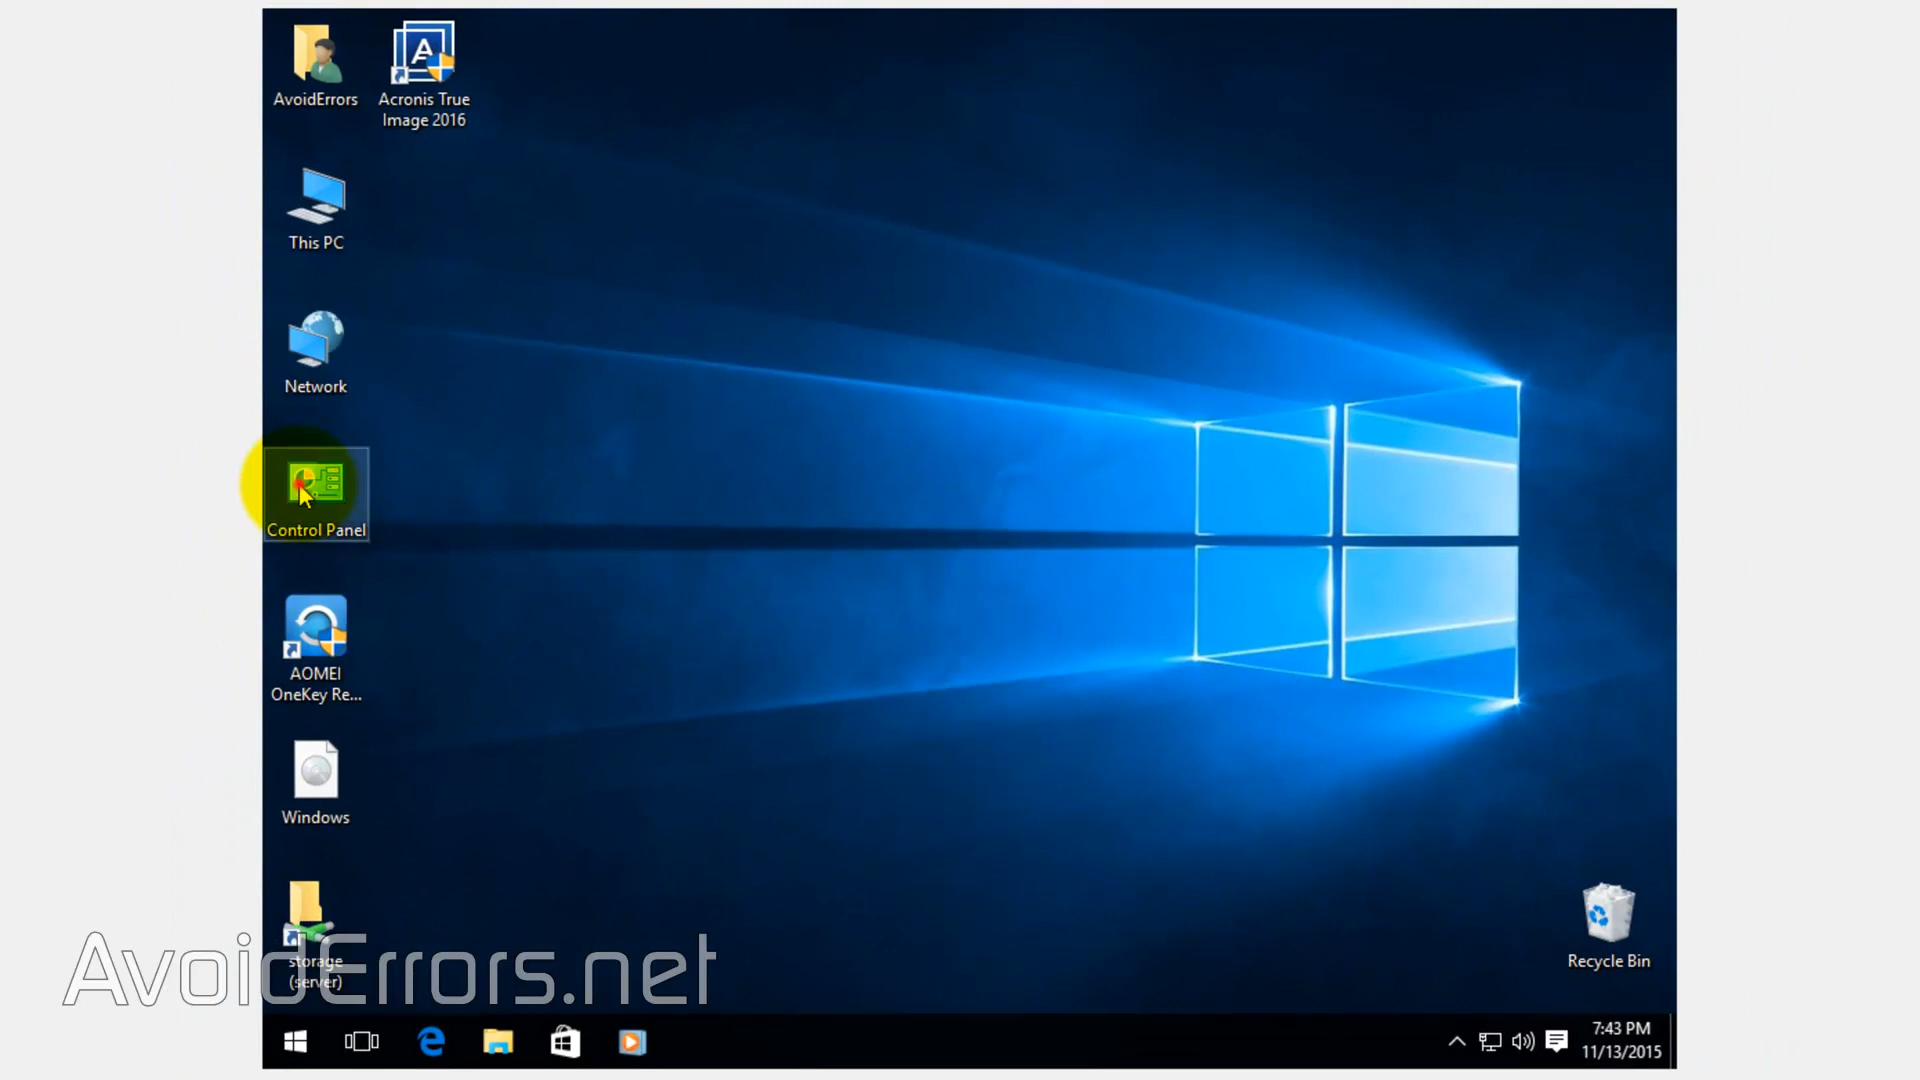 AvoidErrors
Acronis True
Image 2016
This PC
Network
Control Panel
AOMEI
OneKey Re...
Windows
storage
(server)
Recycle Bin
AvoidErrors.net
7:43 PM
11/13/2015